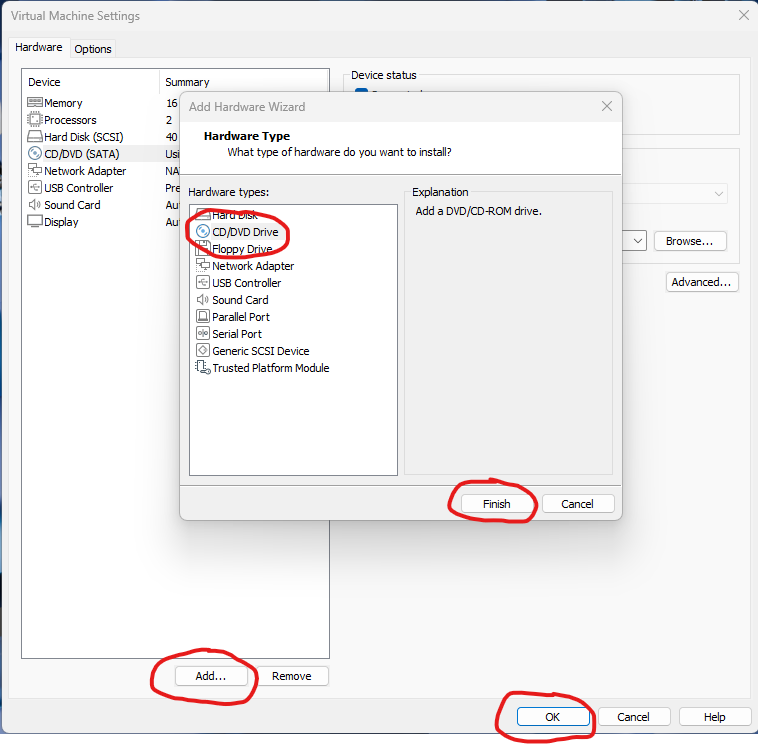 Virtual Machine Settings
Hardware Options
Device Summary
Memory 16
Processors 2
Hard Disk (SCSI) 40
CD/DVD (SATA) Usi
Network Adapter NA
USB Controller Pre
Sound Card Aut
Display Aut
Device status
Add Hardware Wizard
Hardware Type
What type of hardware do you want to install?
Hardware types:
Hard Disk
CD/DVD Drive
Floppy Drive
Network Adapter
USB Controller
Sound Card
Parallel Port
Serial Port
Generic SCSI Device
Trusted Platform Module
Explanation
Add a DVD/CD-ROM drive.
Finish Cancel
Browse...
Advanced...
Add... Remove
OK Cancel Help